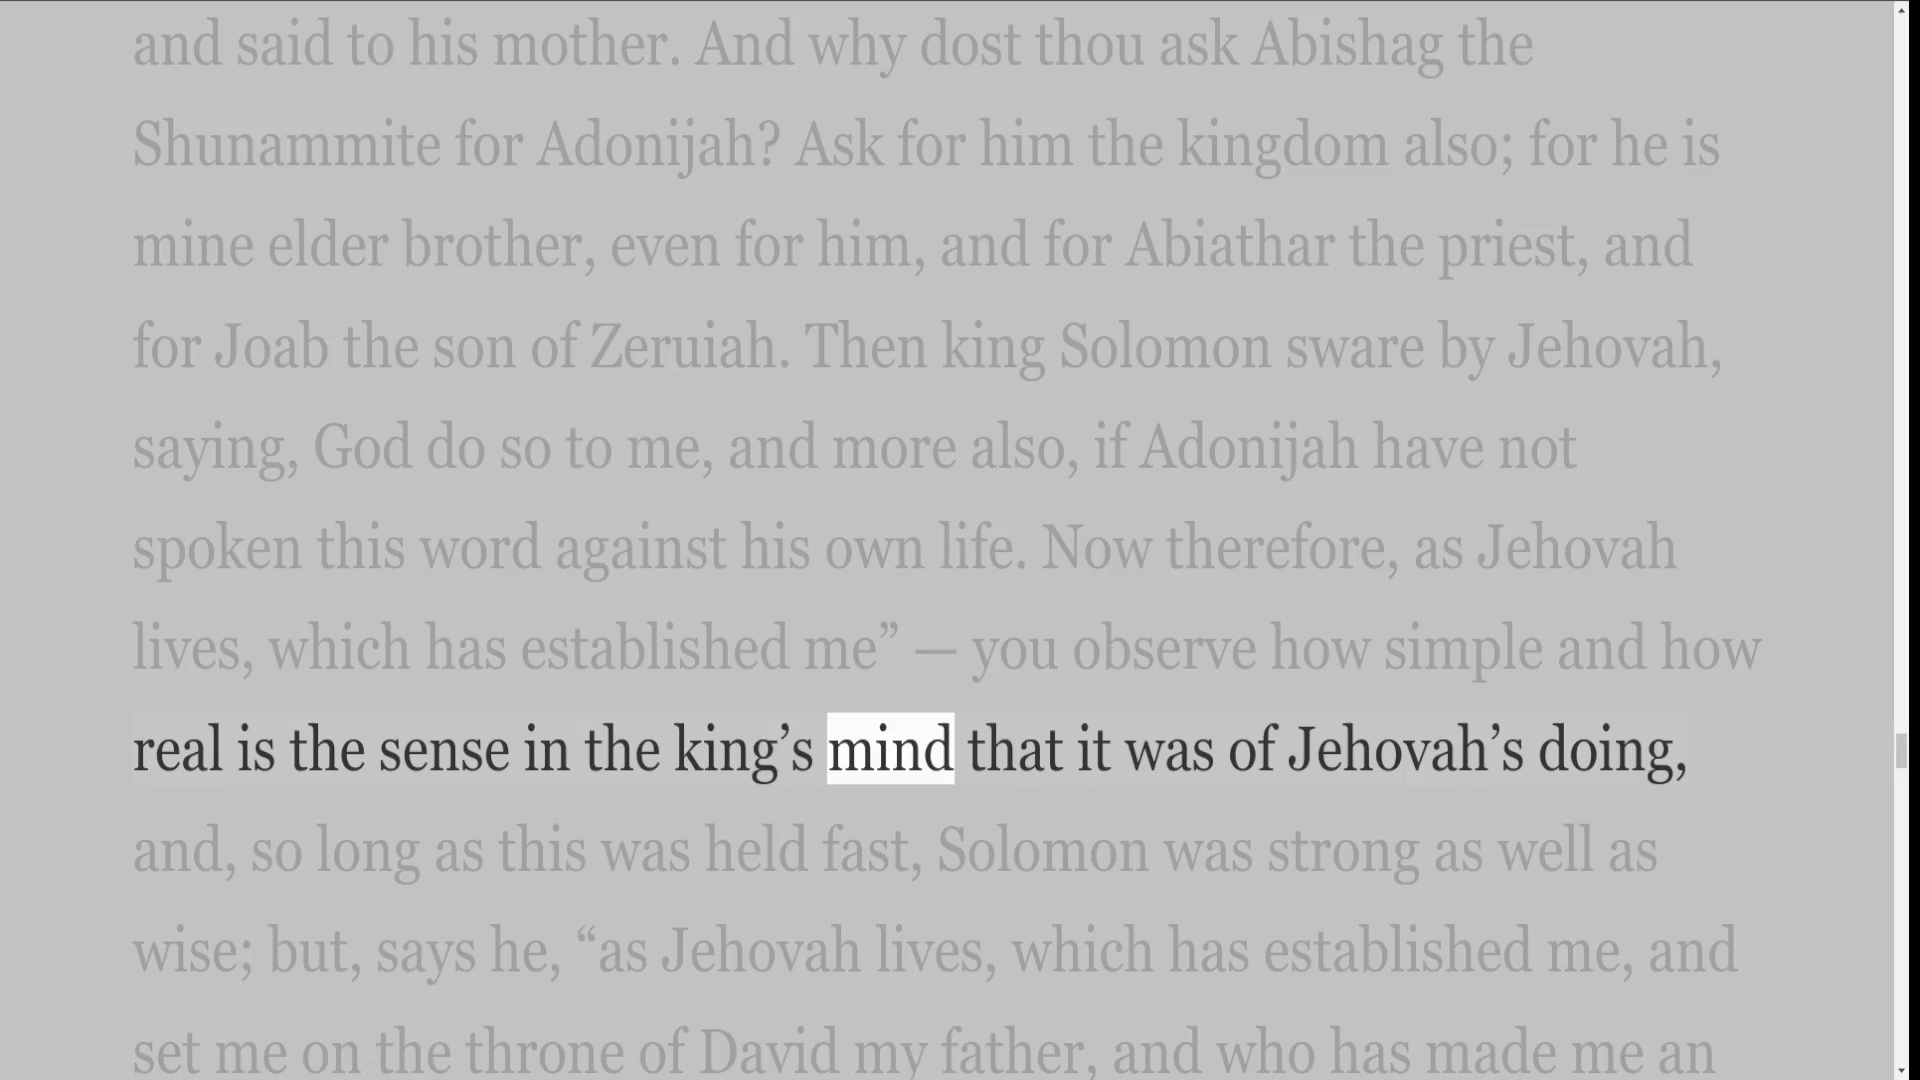 and said to his mother. And why dost thou ask Abishag the
Shunammite for Adonijah? Ask for him the kingdom also; for he is
mine elder brother, even for him, and for Abiathar the priest, and
for Joab the son of Zeruiah. Then king Solomon sware by Jehovah,
saying, God do so to me, and more also, if Adonijah have not
spoken this word against his own life. Now therefore, as Jehovah
lives, which has established me” — you observe how simple and how
real is the sense in the king’s mind that it was of Jehovah’s doing,
and, so long as this was held fast, Solomon was strong as well as
wise; but, says he, “as Jehovah lives, which has established me, and
set me on the throne of David my father, and who has made me an